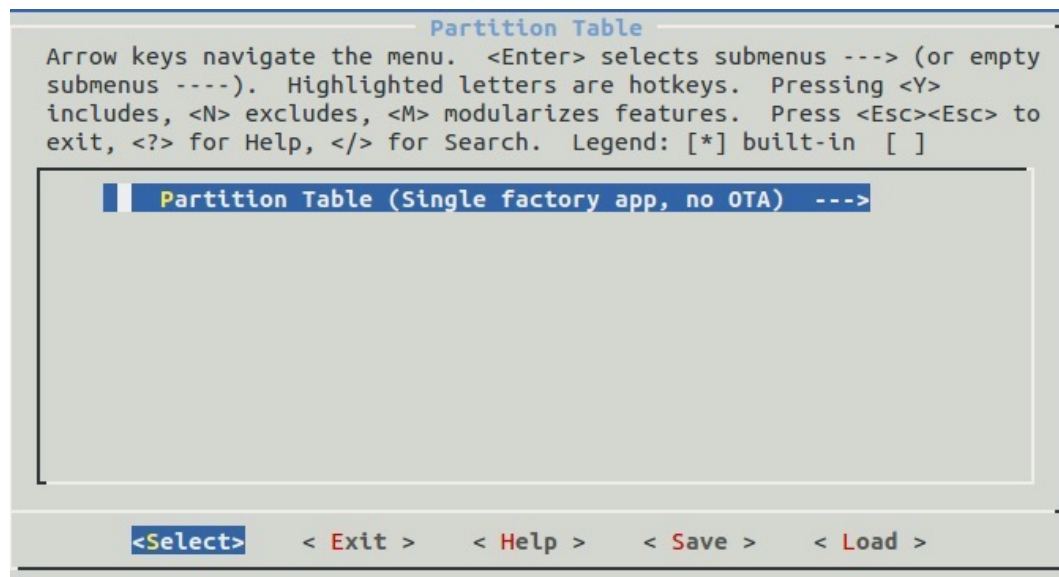 Partition Table
Arrow keys navigate the menu.  <Enter> selects submenus ---> (or empty
submenus ----).  Highlighted letters are hotkeys.  Pressing <Y>
includes, <N> excludes, <M> modularizes features.  Press <Esc><Esc> to
exit, <?> for Help, </> for Search.  Legend: [*] built-in  [ ]
Partition Table (Single factory app, no OTA)  --->
<Select>    < Exit >    < Help >    < Save >    < Load >